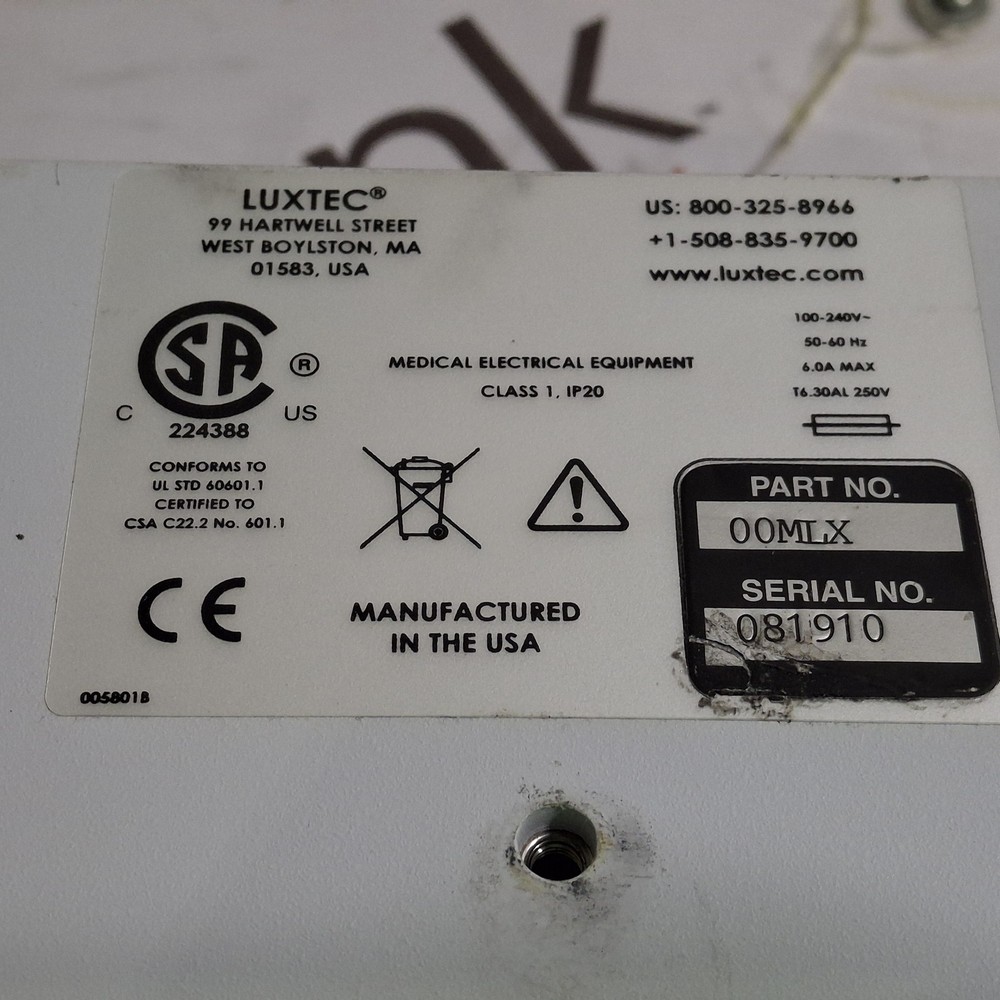 nk
LUXTEC®
99 HARTWELL STREET
WEST BOYLSTON, MA
01583, USA
US: 800-325-8966
+1-508-835-9700
www.luxtec.com
100-240V~
50-60 Hz
6.0A MAX
T6.30AL 250V
CSA ®
C US
224388
MEDICAL ELECTRICAL EQUIPMENT
CLASS 1, IP20
CONFORMS TO
UL STD 60601.1
CERTIFIED TO
CSA C22.2 No. 601.1
CE
MANUFACTURED
IN THE USA
PART NO.
00MLX
SERIAL NO.
081910
005801B